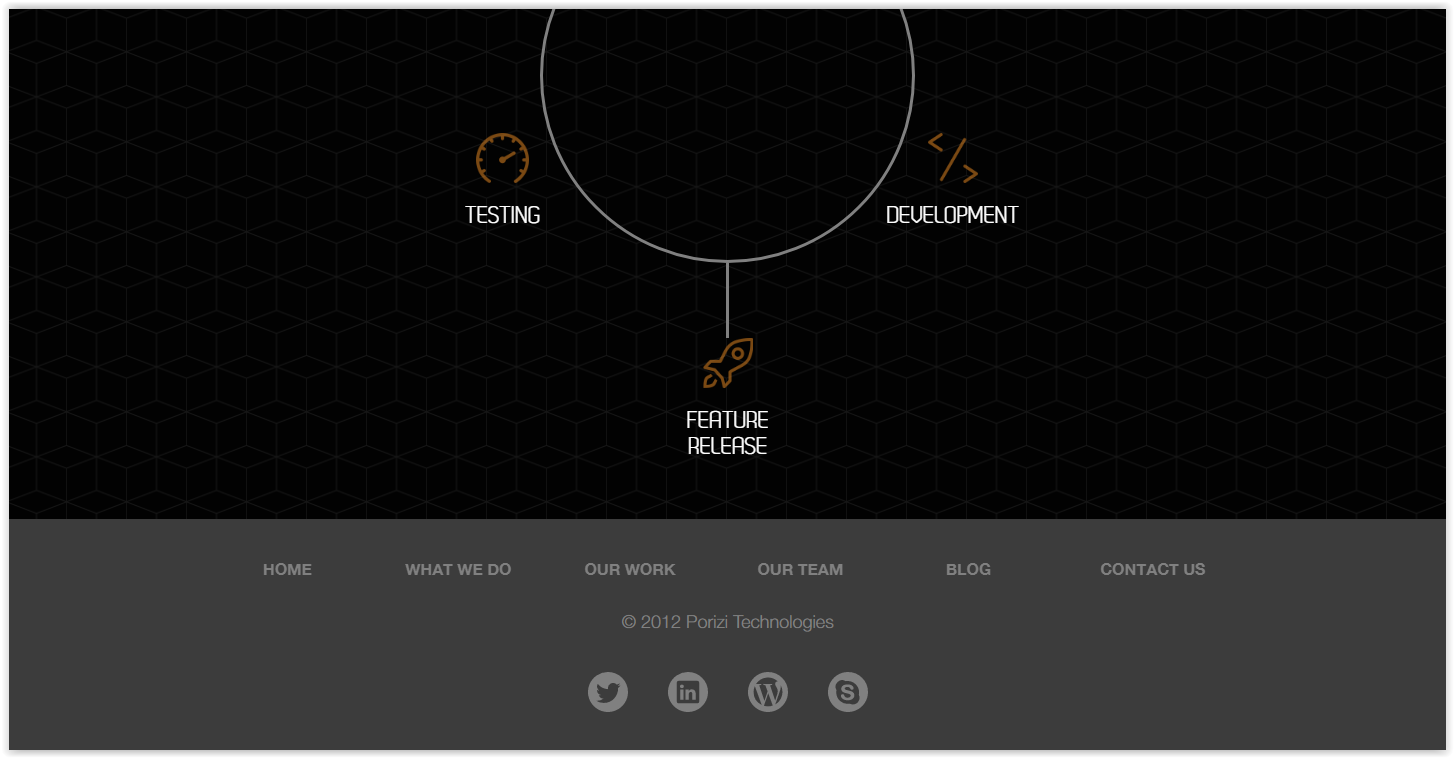 TESTING
DEVELOPMENT
FEATURE
RELEASE
HOME
WHAT WE DO
OUR WORK
OUR TEAM
BLOG
CONTACT US
© 2012 Porizi Technologies